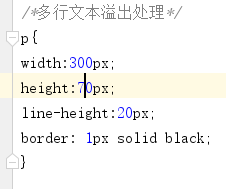 /*多行文本溢出处理*/
p{
width:300px;
height:70px;
line-height:20px;
border: 1px solid black;
}